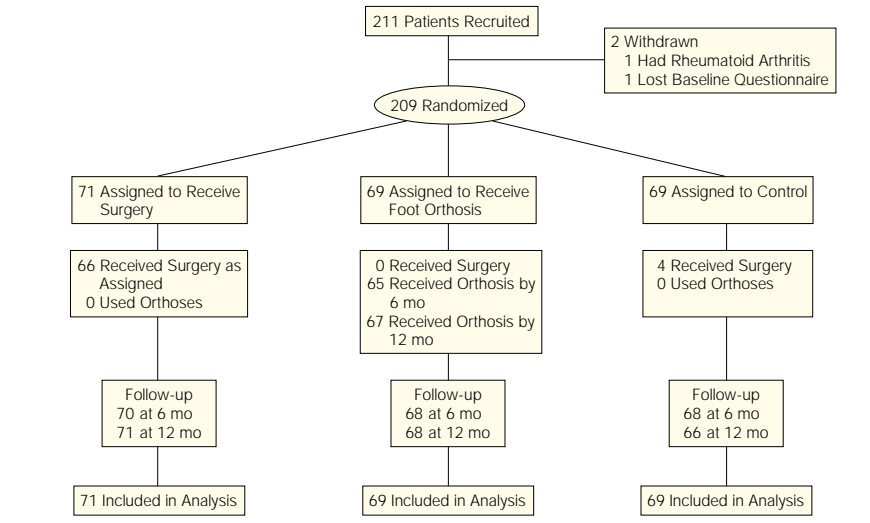 211 Patients Recruited
2 Withdrawn
1 Had Rheumatoid Arthritis
1 Lost Baseline Questionnaire
209 Randomized
71 Assigned to Receive
Surgery
69 Assigned to Receive
Foot Orthosis
69 Assigned to Control
66 Received Surgery as
Assigned
0 Used Orthoses
0 Received Surgery
65 Received Orthosis by
6 mo
67 Received Orthosis by
12 mo
4 Received Surgery
0 Used Orthoses
Follow-up
70 at 6 mo
71 at 12 mo
Follow-up
68 at 6 mo
68 at 12 mo
Follow-up
68 at 6 mo
66 at 12 mo
71 Included in Analysis
69 Included in Analysis
69 Included in Analysis